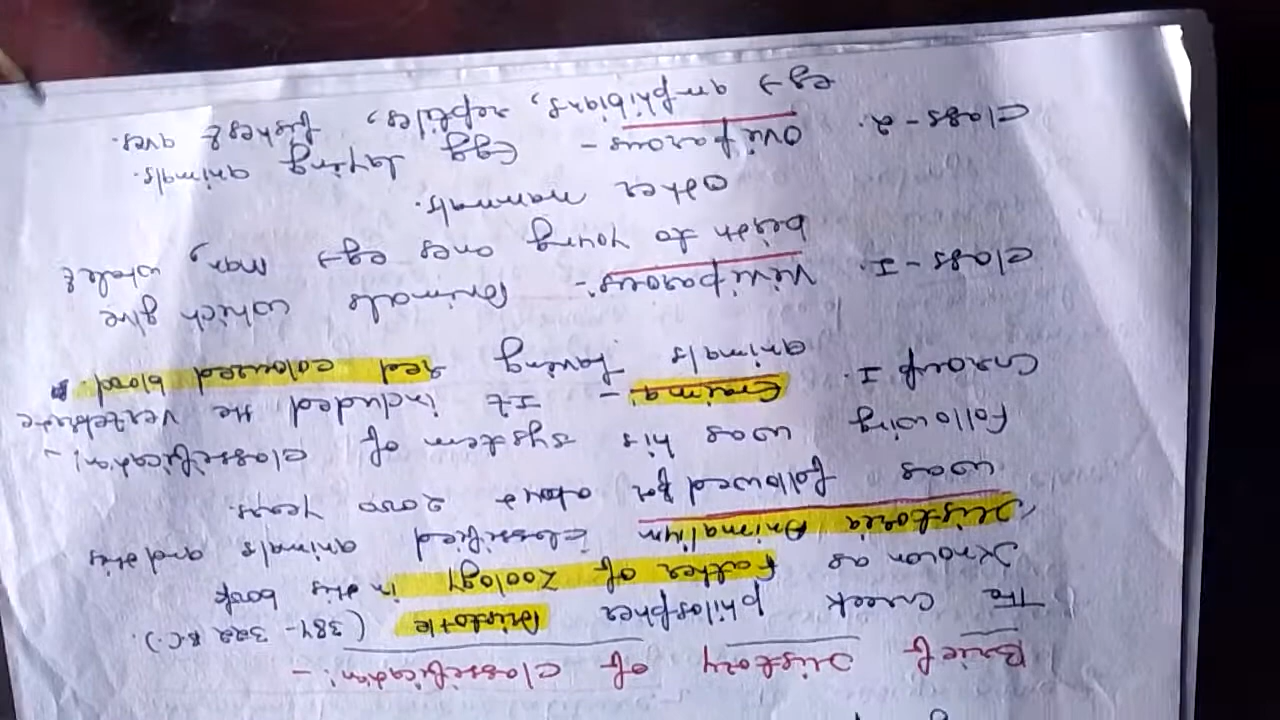 Brief History of classification:-
The Greek philospher Aristotle (384-322 B.C.)
Known as Father of Zoology in his book
'Historia Animalium classified animals and this
was followed for about 2000 years.
Following was his system of classification:-
Group I. Enaima - It included the vertebrate
animals having red coloured blood.
Class-I. Viviparous:- Animals which give
birth to young ones eg → man, whale &
other mammals.
Class-2. Oviparous - Egg laying animals.
eg → amphibians, reptiles, fishes & aves.